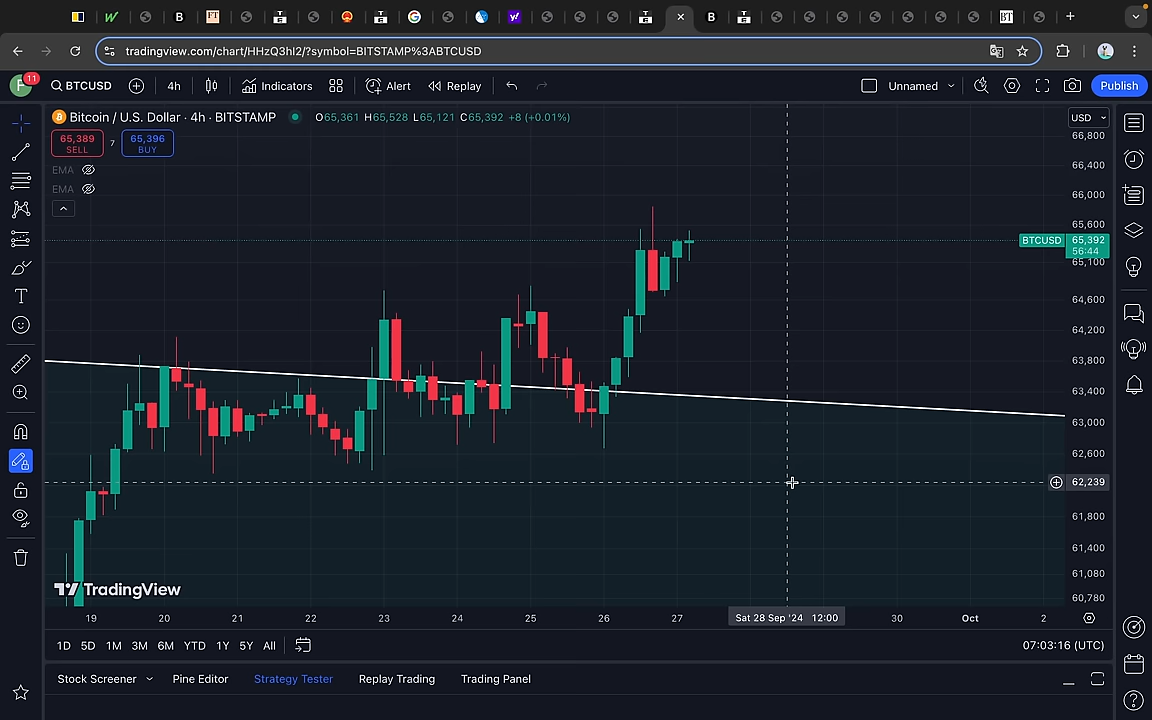 W
B
FT
T
E
T
E
G
y!
T
E
B
T
E
BT
tradingview.com/chart/HHzQ3hI2/?symbol=BITSTAMP%3ABTCUSD
F
11
BTCUSD
4h
Indicators
Alert
Replay
Unnamed
Publish
Bitcoin / U.S. Dollar · 4h · BITSTAMP
O65,361 H65,528 L65,121 C65,392 +8 (+0.01%)
USD
65,389
SELL
7
65,396
BUY
EMA
EMA
66,800
66,400
66,000
65,600
BTCUSD
65,392
56:44
65,100
64,600
64,200
63,800
63,400
63,000
62,600
62,239
61,800
61,400
61,080
60,780
TradingView
19
20
21
22
23
24
25
26
27
Sat 28 Sep '24 12:00
30
Oct
2
1D
5D
1M
3M
6M
YTD
1Y
5Y
All
07:03:16 (UTC)
Stock Screener
Pine Editor
Strategy Tester
Replay Trading
Trading Panel